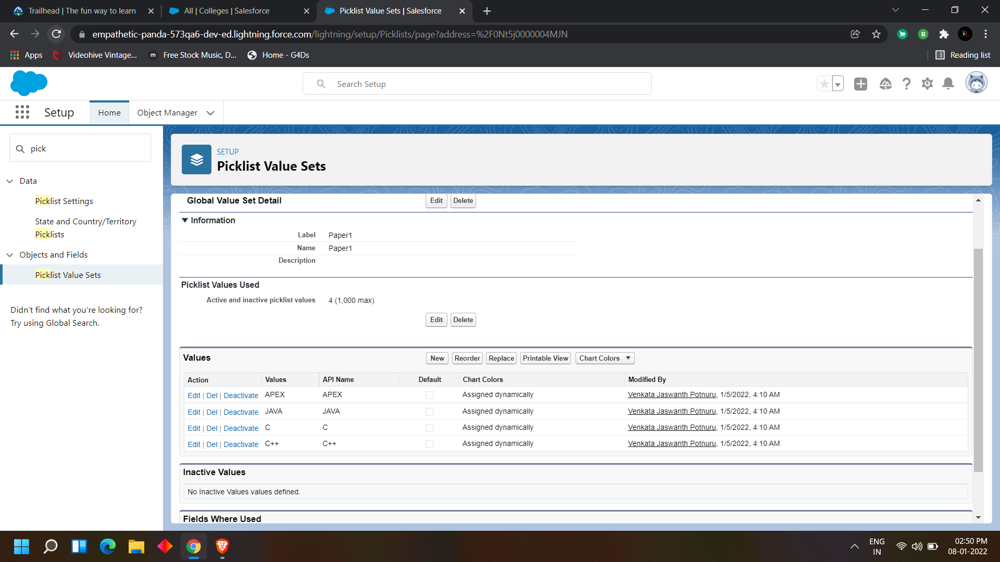 Trailhead | The fun way to learn
All | Colleges | Salesforce
Picklist Value Sets | Salesforce
empathetic-panda-573qa6-dev-ed.lightning.force.com/lightning/setup/Picklists/page?address=%2F0Nt5j0000004MJN
Apps
Videohive Vintage...
m
Free Stock Music, D...
Home - G4Ds
Reading list
B
Search Setup
Setup
Home
Object Manager
pick
Data
Picklist Settings
State and Country/Territory
Picklists
Objects and Fields
Picklist Value Sets
Didn't find what you're looking for?
Try using Global Search.
SETUP
Picklist Value Sets
Global Value Set Detail Edit Delete
Information
Label Paper1
Name Paper1
Description
Picklist Values Used
Active and inactive picklist values 4 (1,000 max)
Edit Delete
Values New Reorder Replace Printable View Chart Colors
Action Values API Name Default Chart Colors Modified By
Edit | Del | Deactivate APEX APEX Assigned dynamically Venkata Jaswanth Potnuru, 1/5/2022, 4:10 AM
Edit | Del | Deactivate JAVA JAVA Assigned dynamically Venkata Jaswanth Potnuru, 1/5/2022, 4:10 AM
Edit | Del | Deactivate C C Assigned dynamically Venkata Jaswanth Potnuru, 1/5/2022, 4:10 AM
Edit | Del | Deactivate C++ C++ Assigned dynamically Venkata Jaswanth Potnuru, 1/5/2022, 4:10 AM
Inactive Values
No Inactive Values values defined.
Fields Where Used
ENG
IN
02:50 PM
08-01-2022